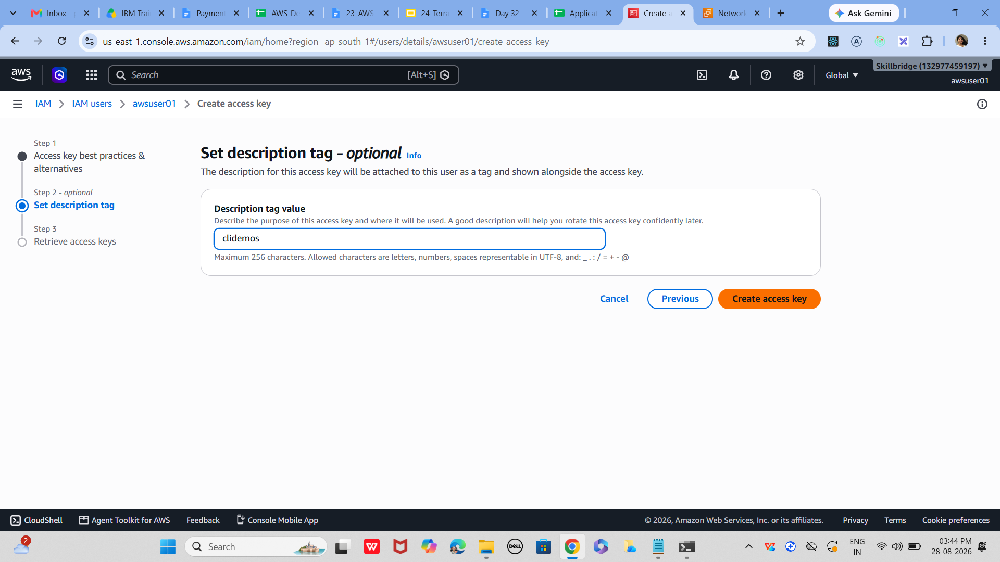 Inbox -
IBM Trai
Payment
AWS-De
23_AWS
24_Terra
Day 32 -
Applicat
Create a
Network
Ask Gemini
us-east-1.console.aws.amazon.com/iam/home?region=ap-south-1#/users/details/awsuser01/create-access-key
aws
Search
[Alt+S]
Global
Skillbridge (132977459197)
awsuser01
IAM
IAM users
awsuser01
Create access key
Step 1
Access key best practices &
alternatives
Step 2 - optional
Set description tag
Step 3
Retrieve access keys
Set description tag - optional Info
The description for this access key will be attached to this user as a tag and shown alongside the access key.
Description tag value
Describe the purpose of this access key and where it will be used. A good description will help you rotate this access key confidently later.
clidemos
Maximum 256 characters. Allowed characters are letters, numbers, spaces representable in UTF-8, and: _ . : / = + - @
Cancel
Previous
Create access key
CloudShell
Agent Toolkit for AWS
Feedback
Console Mobile App
© 2026, Amazon Web Services, Inc. or its affiliates.
Privacy
Terms
Cookie preferences
2
Search
W
DELL
ENG
IN
03:44 PM
28-08-2026